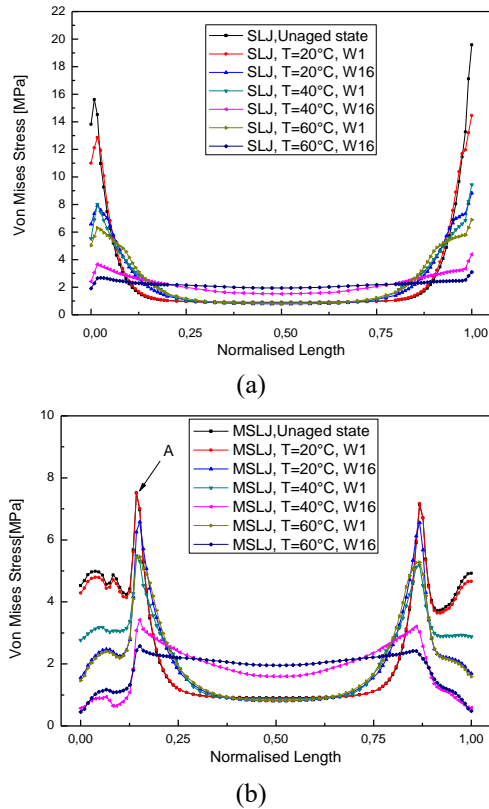 22
20
18
16
14
12
10
8
6
4
2
0
Von Mises Stress [MPa]
SLJ,Unaged state
SLJ, T=20°C, W1
SLJ, T=20°C, W16
SLJ, T=40°C, W1
SLJ, T=40°C, W16
SLJ, T=60°C, W1
SLJ, T=60°C, W16
0,00 0,25 0,50 0,75 1,00
Normalised Length
(a)
10
8
6
4
2
0
Von Mises Stress[MPa]
A
MSLJ,Unaged state
MSLJ, T=20°C, W1
MSLJ, T=20°C, W16
MSLJ, T=40°C, W1
MSLJ, T=40°C, W16
MSLJ, T=60°C, W1
MSLJ, T=60°C, W16
0,00 0,25 0,50 0,75 1,00
Normalised Length
(b)